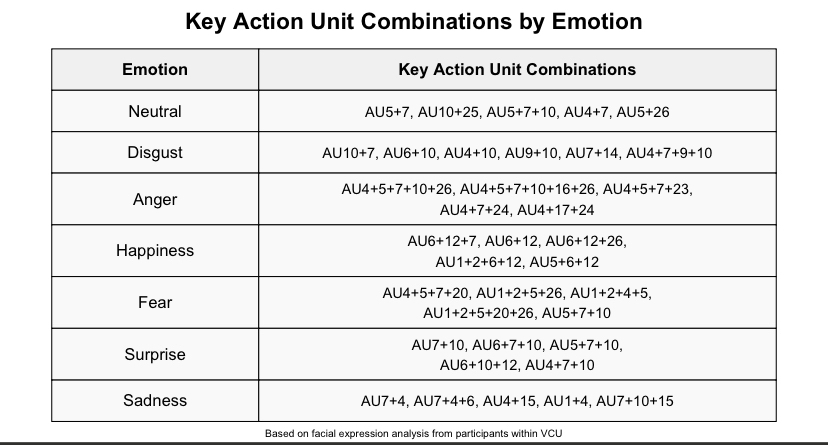 Key Action Unit Combinations by Emotion
Emotion Key Action Unit Combinations
Neutral AU5+7, AU10+25, AU5+7+10, AU4+7, AU5+26
Disgust AU10+7, AU6+10, AU4+10, AU9+10, AU7+14, AU4+7+9+10
Anger AU4+5+7+10+26, AU4+5+7+10+16+26, AU4+5+7+23,
AU4+7+24, AU4+17+24
Happiness AU6+12+7, AU6+12, AU6+12+26,
AU1+2+6+12, AU5+6+12
Fear AU4+5+7+20, AU1+2+5+26, AU1+2+4+5,
AU1+2+5+20+26, AU5+7+10
Surprise AU7+10, AU6+7+10, AU5+7+10,
AU6+10+12, AU4+7+10
Sadness AU7+4, AU7+4+6, AU4+15, AU1+4, AU7+10+15
Based on facial expression analysis from participants within VCU